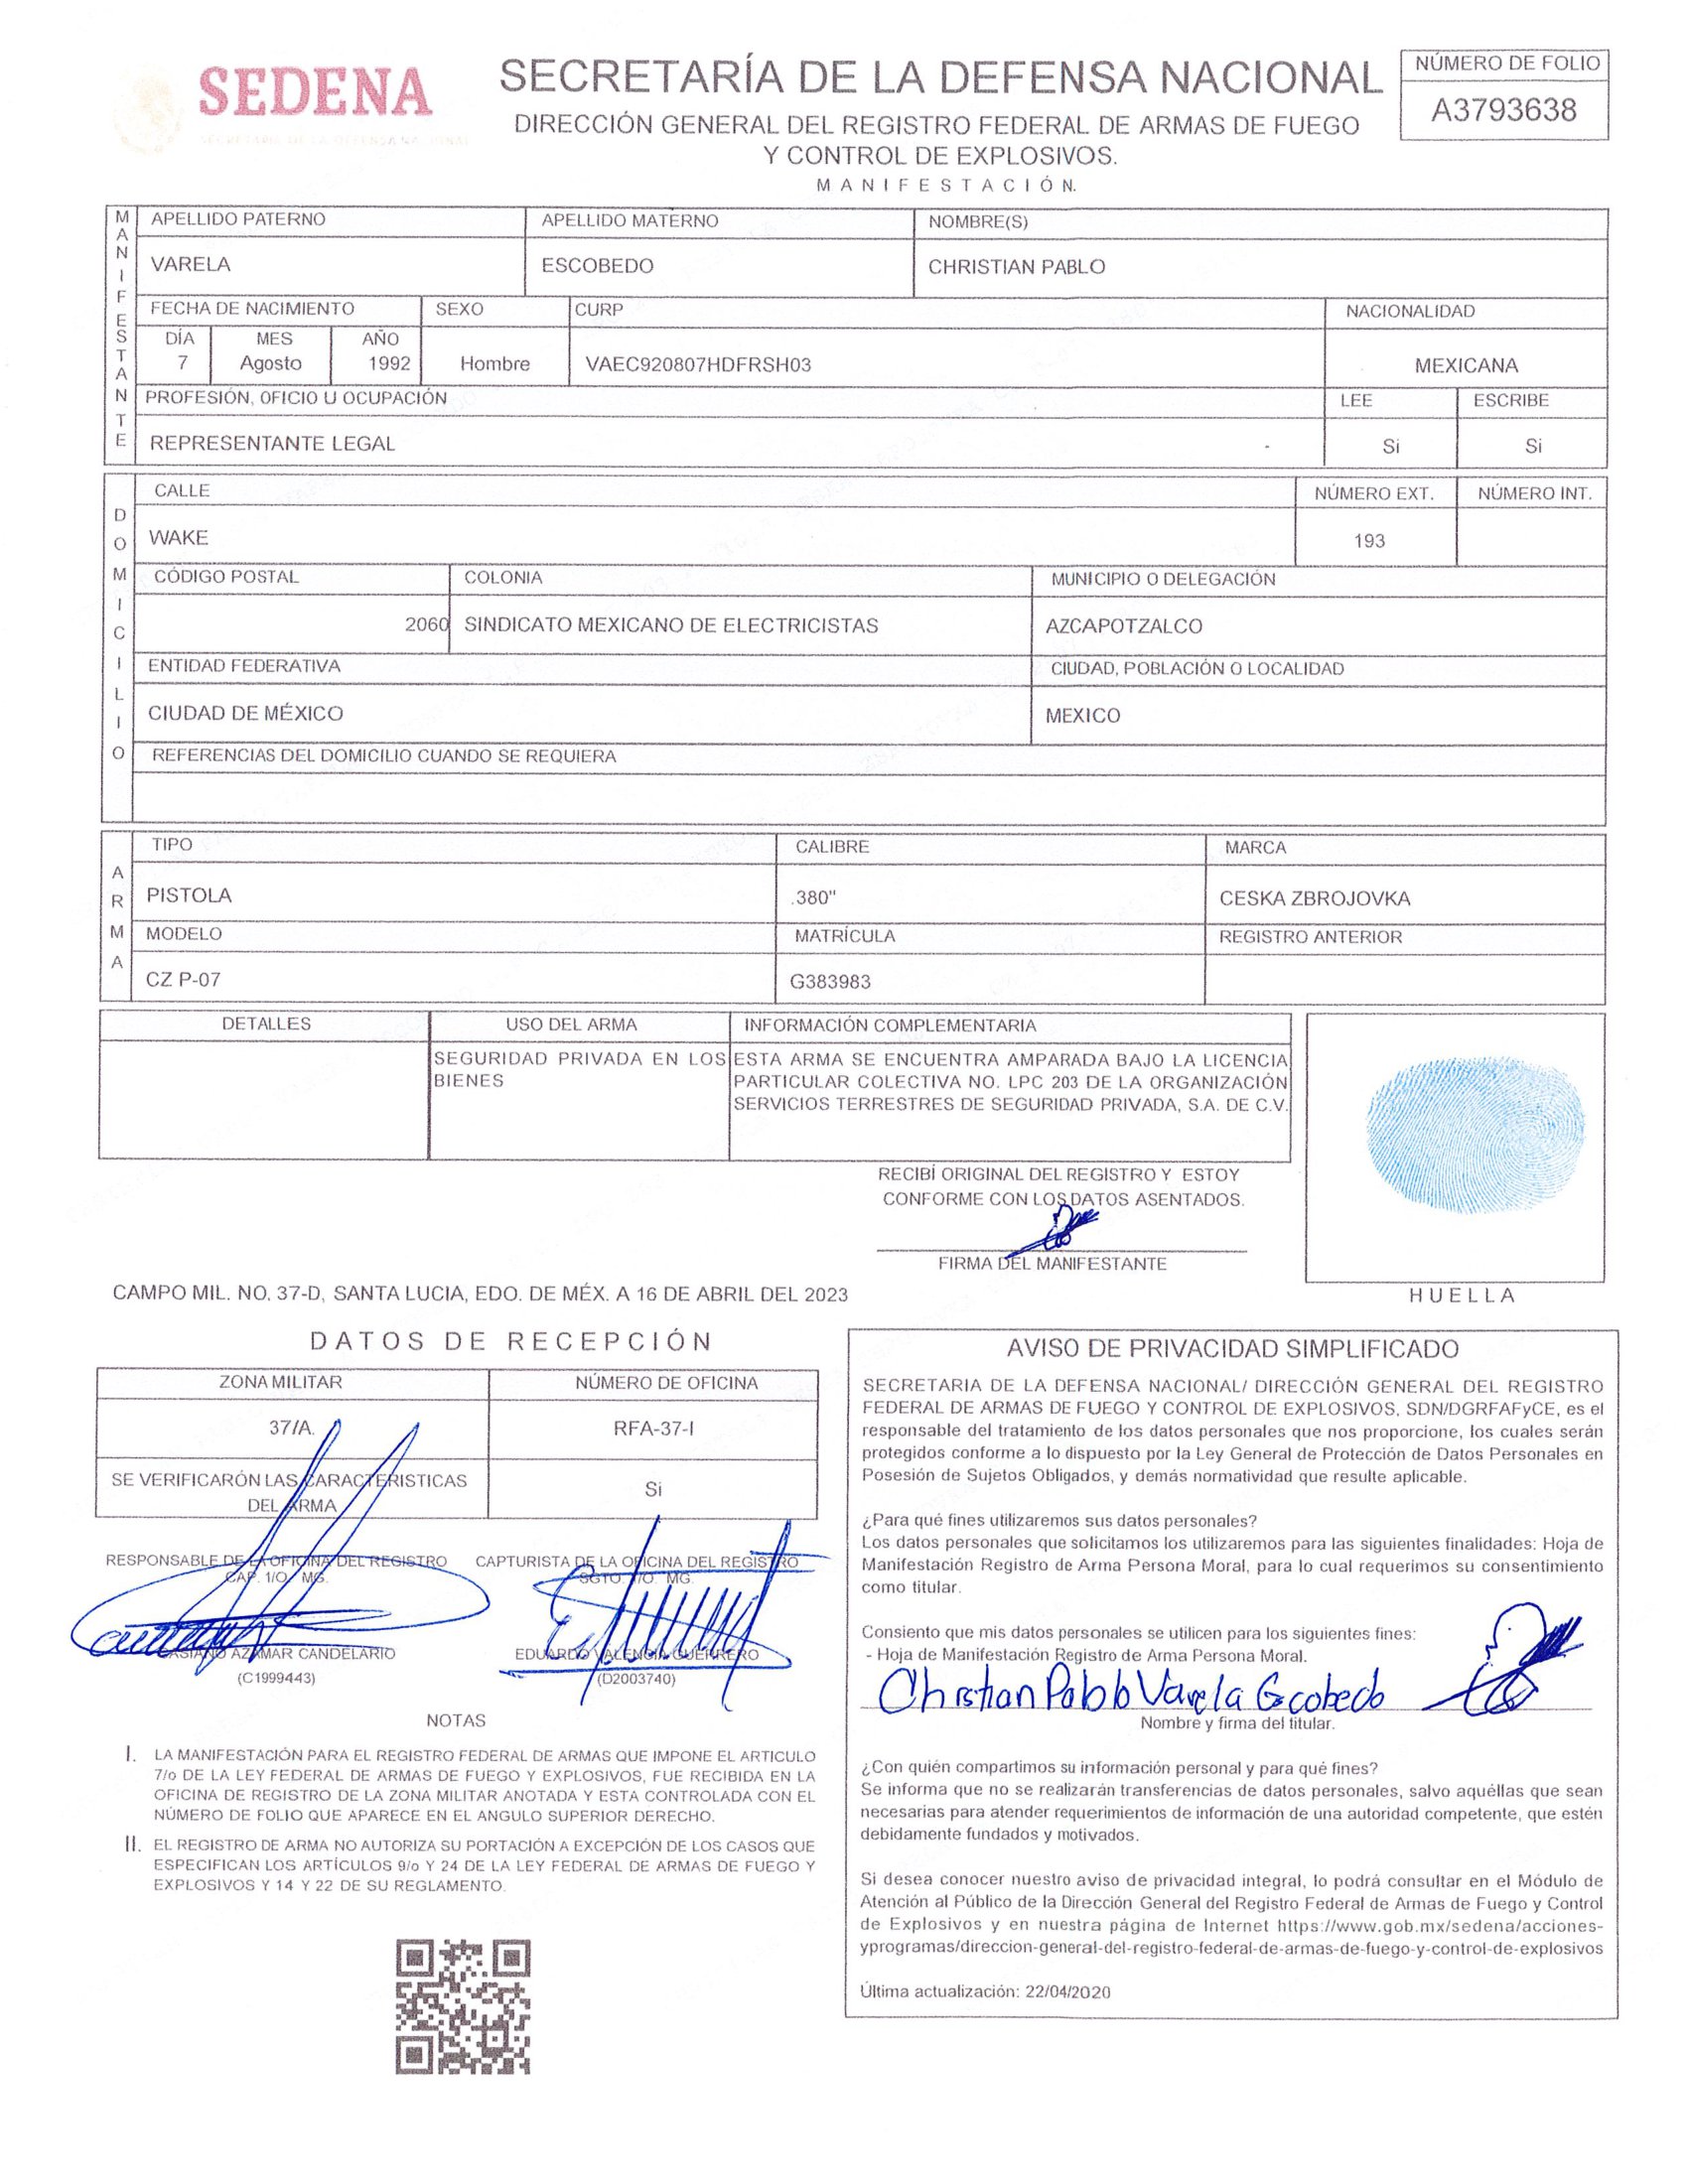 SEDENA
SECRETARÍA DE LA DEFENSA NACIONAL
SECRETARÍA DE LA DEFENSA NACIONAL
DIRECCIÓN GENERAL DEL REGISTRO FEDERAL DE ARMAS DE FUEGO
Y CONTROL DE EXPLOSIVOS.
MANIFESTACIÓN.
NÚMERO DE FOLIO
A3793638
MANIFESTANTE
APELLIDO PATERNO APELLIDO MATERNO NOMBRE(S)
VARELA ESCOBEDO CHRISTIAN PABLO
FECHA DE NACIMIENTO SEXO CURP NACIONALIDAD
DÍA MES AÑO
7 Agosto 1992 Hombre VAEC920807HDFRSH03 MEXICANA
PROFESIÓN, OFICIO U OCUPACIÓN LEE ESCRIBE
REPRESENTANTE LEGAL Si Si
DOMICILIO
CALLE NÚMERO EXT. NÚMERO INT.
WAKE 193
CÓDIGO POSTAL COLONIA MUNICIPIO O DELEGACIÓN
2060 SINDICATO MEXICANO DE ELECTRICISTAS AZCAPOTZALCO
ENTIDAD FEDERATIVA CIUDAD, POBLACIÓN O LOCALIDAD
CIUDAD DE MÉXICO MEXICO
REFERENCIAS DEL DOMICILIO CUANDO SE REQUIERA
ARMA
TIPO CALIBRE MARCA
PISTOLA .380" CESKA ZBROJOVKA
MODELO MATRÍCULA REGISTRO ANTERIOR
CZ P-07 G383983
DETALLES USO DEL ARMA INFORMACIÓN COMPLEMENTARIA
SEGURIDAD PRIVADA EN LOS
BIENES
ESTA ARMA SE ENCUENTRA AMPARADA BAJO LA LICENCIA
PARTICULAR COLECTIVA NO. LPC 203 DE LA ORGANIZACIÓN
SERVICIOS TERRESTRES DE SEGURIDAD PRIVADA, S.A. DE C.V.
RECIBÍ ORIGINAL DEL REGISTRO Y ESTOY
CONFORME CON LOS DATOS ASENTADOS.
FIRMA DEL MANIFESTANTE
HUELLA
CAMPO MIL. NO. 37-D, SANTA LUCIA, EDO. DE MÉX. A 16 DE ABRIL DEL 2023
DATOS DE RECEPCIÓN
ZONA MILITAR NÚMERO DE OFICINA
37/A. RFA-37-I
SE VERIFICARÓN LAS CARACTERISTICAS
DEL ARMA
Si
RESPONSABLE DE LA OFICINA DEL REGISTRO
CAP. 1/O. MG.
AZAMAR CANDELARIO
(C1999443)
CAPTURISTA DE LA OFICINA DEL REGISTRO
SGTO. MG.
EDUARDO VALENCIA GUERRERO
(D2003740)
NOTAS
I. LA MANIFESTACIÓN PARA EL REGISTRO FEDERAL DE ARMAS QUE IMPONE EL ARTICULO
7/o DE LA LEY FEDERAL DE ARMAS DE FUEGO Y EXPLOSIVOS, FUE RECIBIDA EN LA
OFICINA DE REGISTRO DE LA ZONA MILITAR ANOTADA Y ESTA CONTROLADA CON EL
NÚMERO DE FOLIO QUE APARECE EN EL ANGULO SUPERIOR DERECHO.
II. EL REGISTRO DE ARMA NO AUTORIZA SU PORTACIÓN A EXCEPCIÓN DE LOS CASOS QUE
ESPECIFICAN LOS ARTÍCULOS 9/o Y 24 DE LA LEY FEDERAL DE ARMAS DE FUEGO Y
EXPLOSIVOS Y 14 Y 22 DE SU REGLAMENTO.
AVISO DE PRIVACIDAD SIMPLIFICADO
SECRETARIA DE LA DEFENSA NACIONAL/ DIRECCIÓN GENERAL DEL REGISTRO
FEDERAL DE ARMAS DE FUEGO Y CONTROL DE EXPLOSIVOS, SDN/DGRFAFyCE, es el
responsable del tratamiento de los datos personales que nos proporcione, los cuales serán
protegidos conforme a lo dispuesto por la Ley General de Protección de Datos Personales en
Posesión de Sujetos Obligados, y demás normatividad que resulte aplicable.
¿Para qué fines utilizaremos sus datos personales?
Los datos personales que solicitamos los utilizaremos para las siguientes finalidades: Hoja de
Manifestación Registro de Arma Persona Moral, para lo cual requerimos su consentimiento
como titular.
Consiento que mis datos personales se utilicen para los siguientes fines:
- Hoja de Manifestación Registro de Arma Persona Moral.
Christian Pablo Varela Escobedo
Nombre y firma del titular.
¿Con quién compartimos su información personal y para qué fines?
Se informa que no se realizarán transferencias de datos personales, salvo aquéllas que sean
necesarias para atender requerimientos de información de una autoridad competente, que estén
debidamente fundados y motivados.
Si desea conocer nuestro aviso de privacidad integral, lo podrá consultar en el Módulo de
Atención al Público de la Dirección General del Registro Federal de Armas de Fuego y Control
de Explosivos y en nuestra página de Internet https://www.gob.mx/sedena/acciones-
yprogramas/direccion-general-del-registro-federal-de-armas-de-fuego-y-control-de-explosivos
Última actualización: 22/04/2020